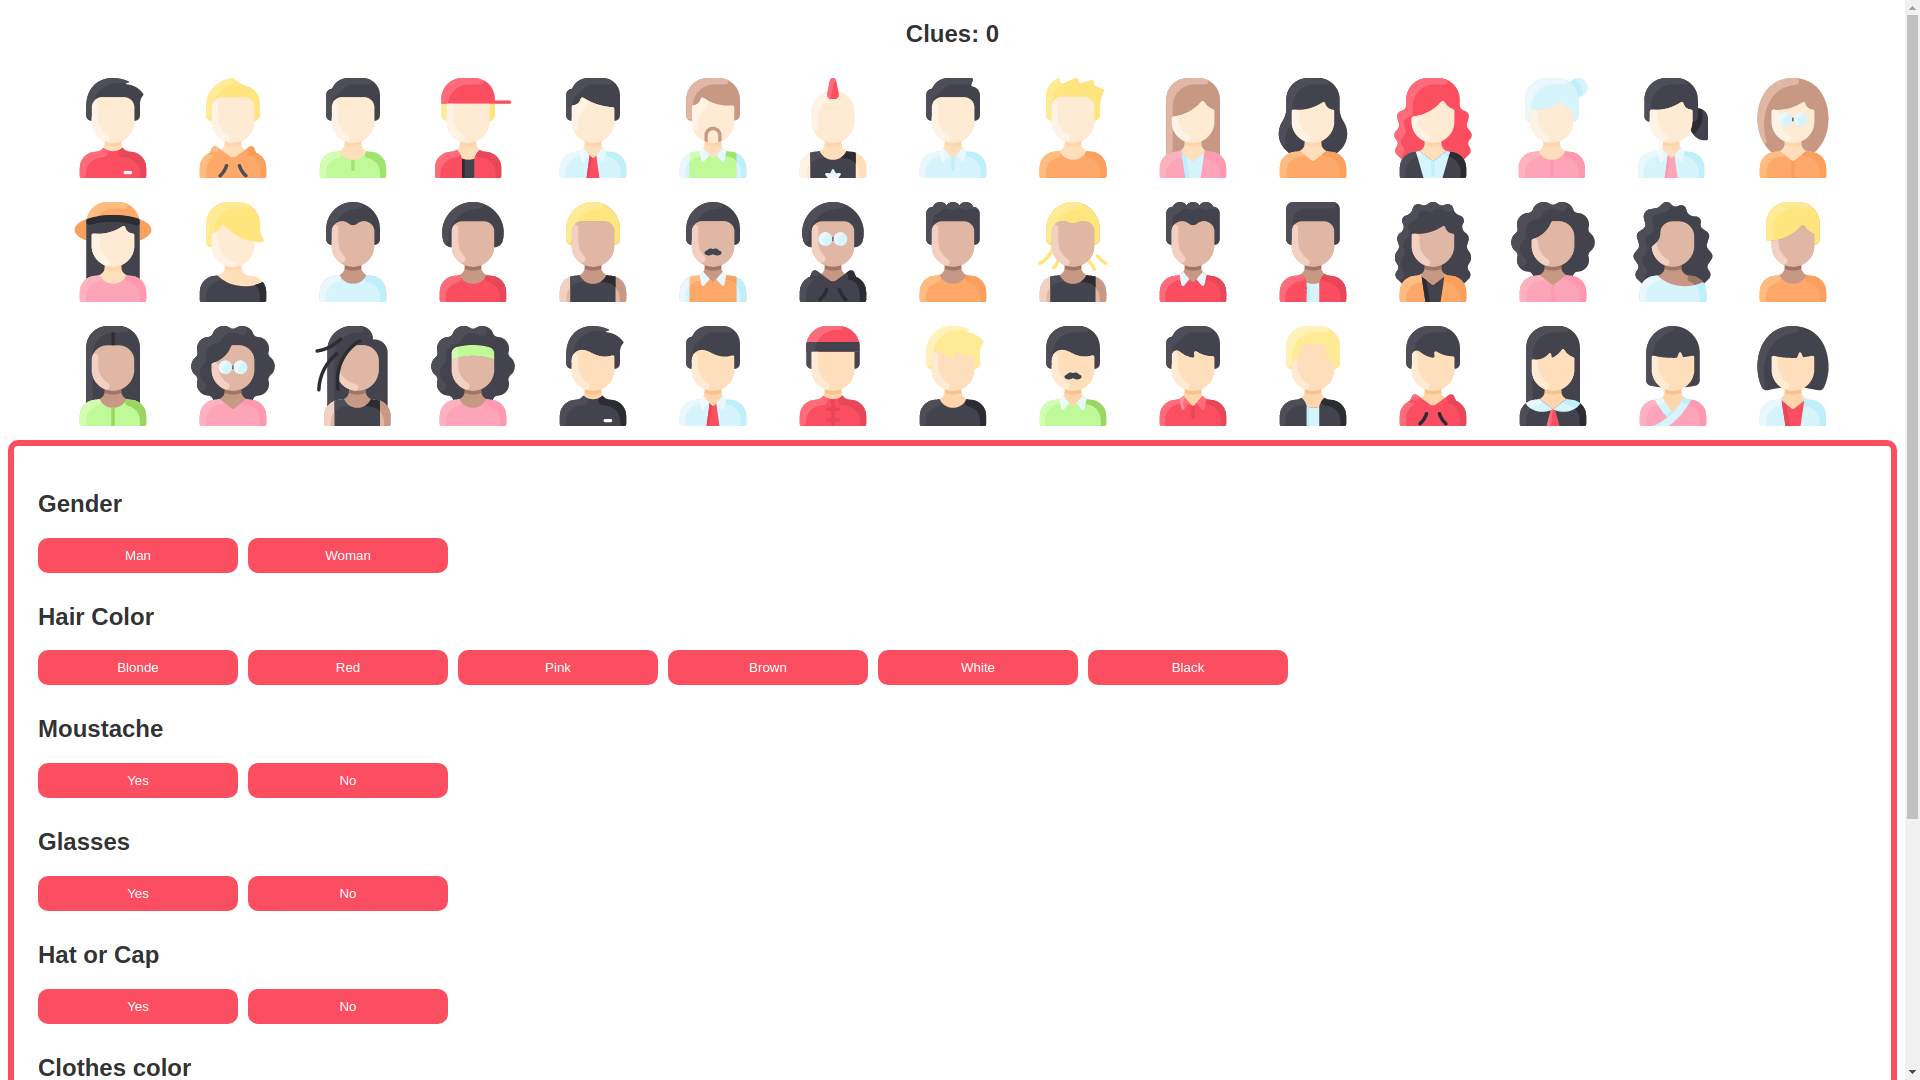 Clues: 0
Gender
Man Woman
Hair Color
Blonde Red Pink Brown White Black
Moustache
Yes No
Glasses
Yes No
Hat or Cap
Yes No
Clothes color